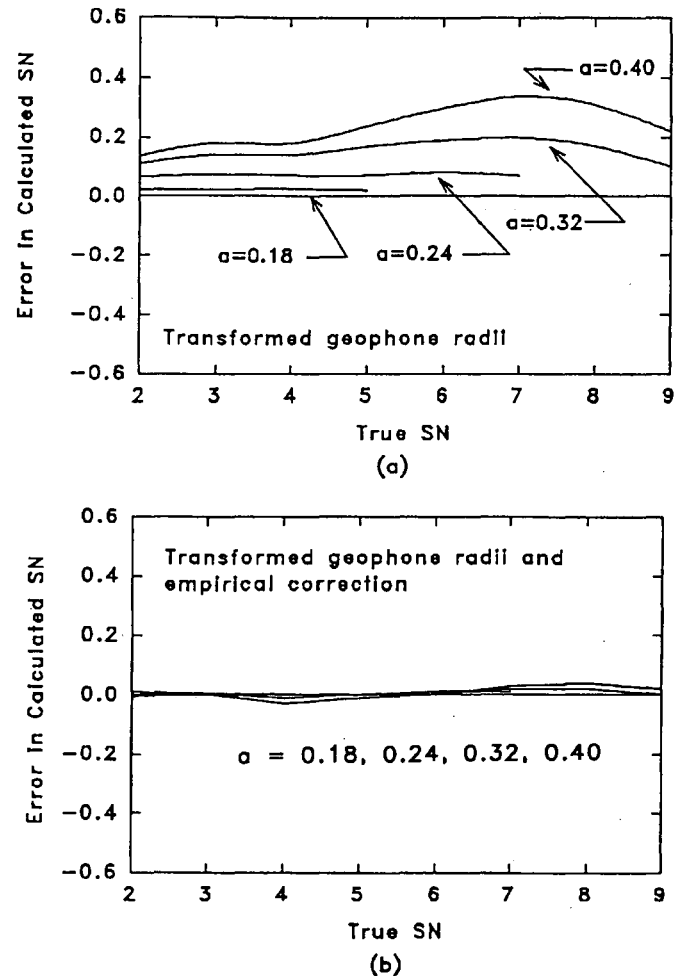 0.6
0.4
0.2
0.0
−0.2
−0.4
−0.6
Error in Calculated SN
a=0.40
a=0.32
a=0.24
a=0.18
Transformed geophone radii
2 3 4 5 6 7 8 9
True SN
(a)
0.6
0.4
0.2
0.0
−0.2
−0.4
−0.6
Error in Calculated SN
Transformed geophone radii and
empirical correction
a = 0.18, 0.24, 0.32, 0.40
2 3 4 5 6 7 8 9
True SN
(b)